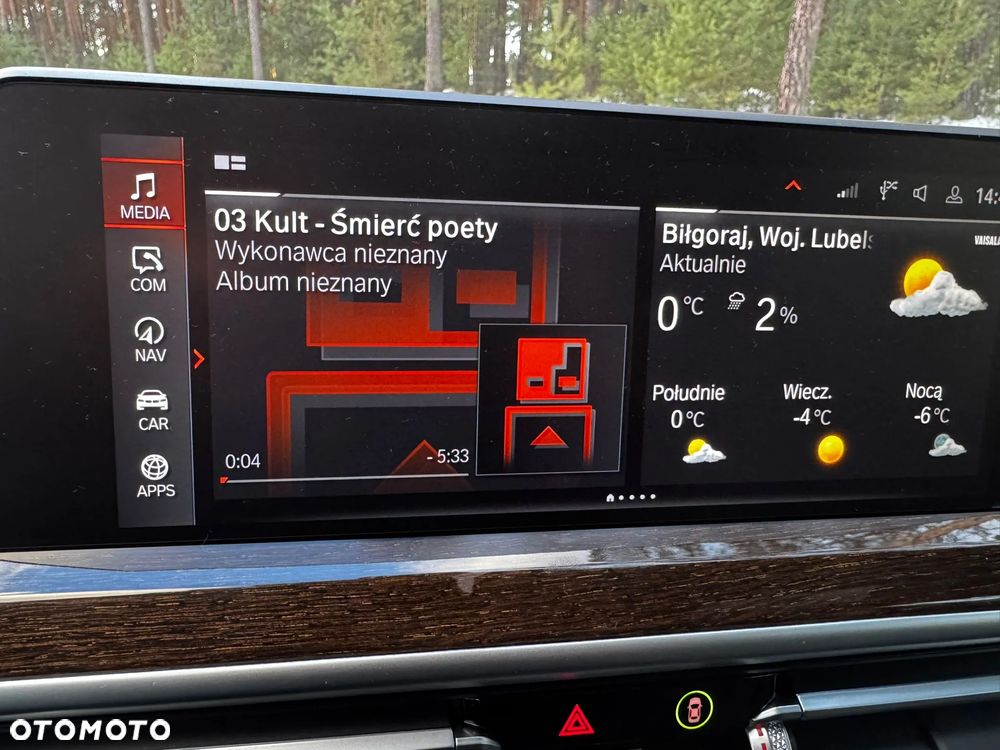 MEDIA
COM
NAV
CAR
APPS
03 Kult - Śmierć poety
Wykonawca nieznany
Album nieznany
0:04
- 5:33
Biłgoraj, Woj. Lubels
Aktualnie
0°C
2%
Południe
0°C
Wiecz.
-4°C
Nocą
-6°C
OTOMOTO